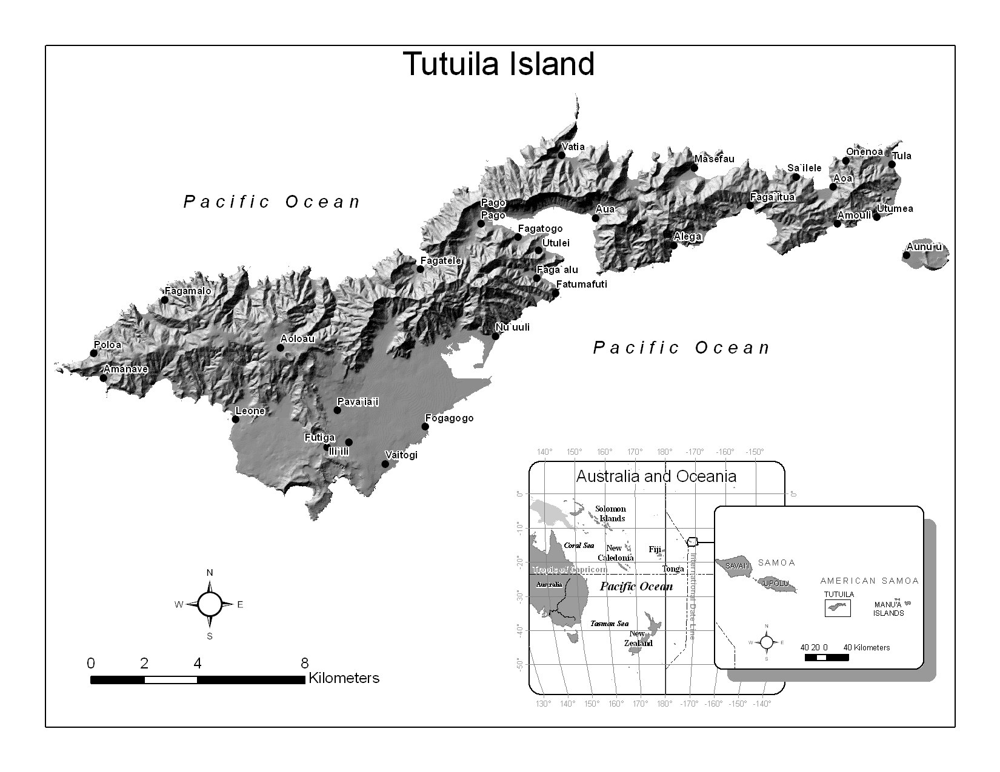 Tutuila Island
Pacific Ocean
Vatia
Masefau
Onenoa
Tula
Sa`ilele
Aoa
Faga`itua
Pago
Pago
Aua
Amouli
Utumea
Fagatogo
Utulei
Alega
Aunu`u
Fagatele
Faga`alu
Fatumafuti
Fagamalo
Nu`uuli
Aoloau
Poloa
Pacific Ocean
Amanave
Pava`ia`i
Leone
Fogagogo
Futiga
Ili`ili
Vaitogi
N
W E
S
0 2 4 8
Kilometers
140° 150° 160° 170° 180° -170° -160° -150°
Australia and Oceania
0° 0°
-10°
-20°
-30°
-40°
-50°
Solomon
Islands
Coral Sea
New
Caledonia
Fiji
Tonga
Tropic of Capricorn
Australia
Pacific Ocean
Tasman Sea
New
Zealand
International Date Line
130° 140° 150° 160° 170° 180° -170° -160° -150° -140°
SAVAI'I
SAMOA
'UPOLU
AMERICAN SAMOA
TUTUILA
MANU'A
ISLANDS
N
W E
S
40 20 0 40 Kilometers